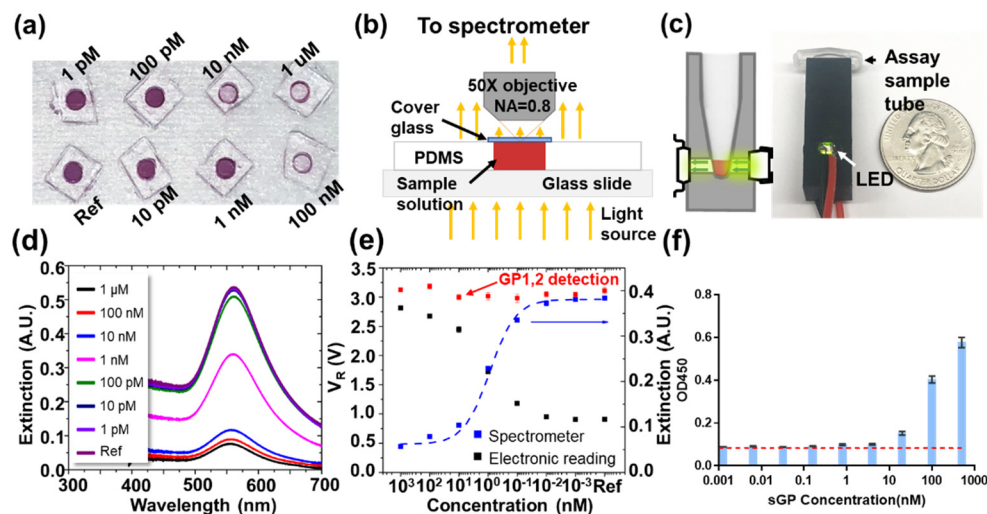 (a)
1 pM 100 pM 10 nM 1 uM
Ref 10 pM 1 nM 100 nM
(b)
To spectrometer
50X objective
NA=0.8
Cover
glass
PDMS
Sample
solution
Glass slide
Light
source
(c)
Assay
sample
tube
LED
(d)
Extinction (A.U.)
0.6
0.5
0.4
0.3
0.2
0.1
0.0
1 µM
100 nM
10 nM
1 nM
100 pM
10 pM
1 pM
Ref
300 400 500 600 700
Wavelength (nm)
(e)
V_R (V)
3.5
3.0
2.5
2.0
1.5
1.0
0.5
0.0
GP1,2 detection
Spectrometer
Electronic reading
0.4
0.3
0.2
0.1
0.0
Extinction (A.U.)
10³ 10² 10¹ 10⁰ 10⁻¹ 10⁻² 10⁻³ Ref
Concentration (nM)
(f)
OD450
0.8
0.6
0.4
0.2
0.0
0.001 0.01 0.1 1 10 100 1000
sGP Concentration(nM)